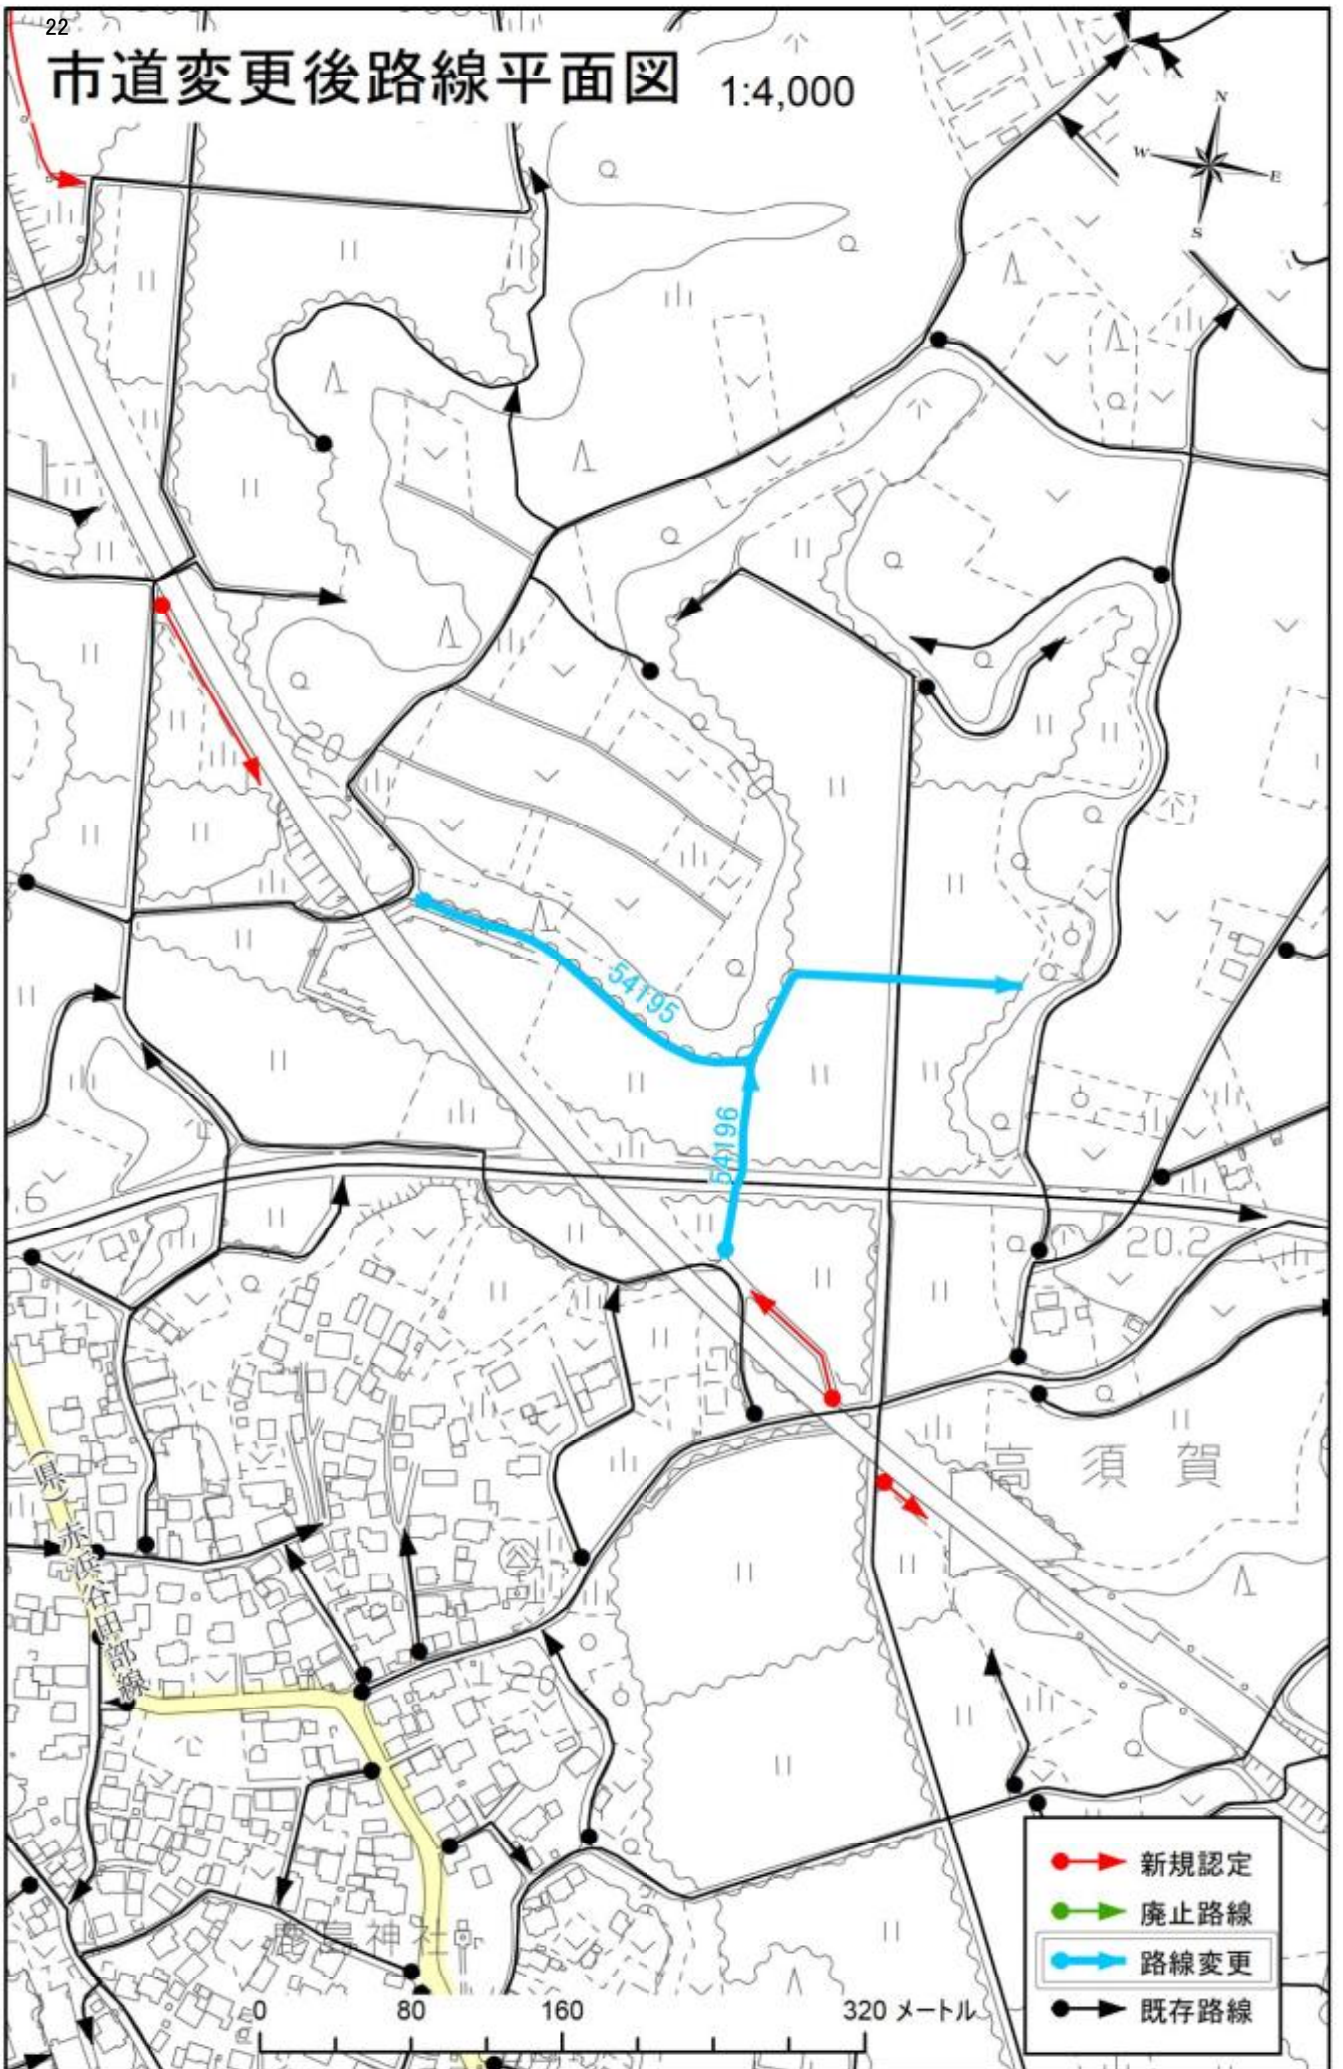 22
市道変更後路線平面図 1:4,000
N
W
E
S
20
54195
54196
20.2
高須賀
(県)赤浜谷田部線
鹿島神社
新規認定
廃止路線
路線変更
既存路線
0 80 160 320 メートル